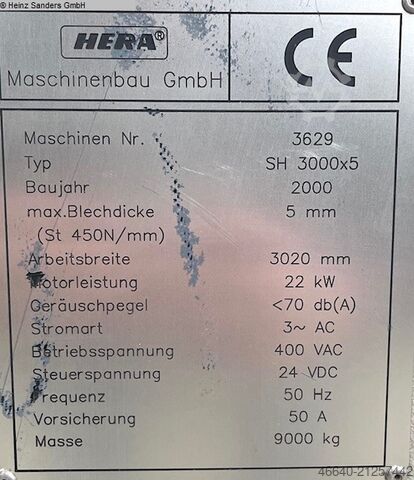 © Heinz Sanders GmbH
HERA®
Maschinenbau GmbH
CE
Maschinen Nr. 3629
Typ SH 3000x5
Baujahr 2000
max.Blechdicke 5 mm
(St 450N/mm)
Arbeitsbreite 3020 mm
Motorleistung 22 kW
Geräuschpegel <70 db(A)
Stromart 3~ AC
Betriebsspannung 400 VAC
Steuerspannung 24 VDC
Frequenz 50 Hz
Vorsicherung 50 A
Masse 9000 kg
46640-21257442